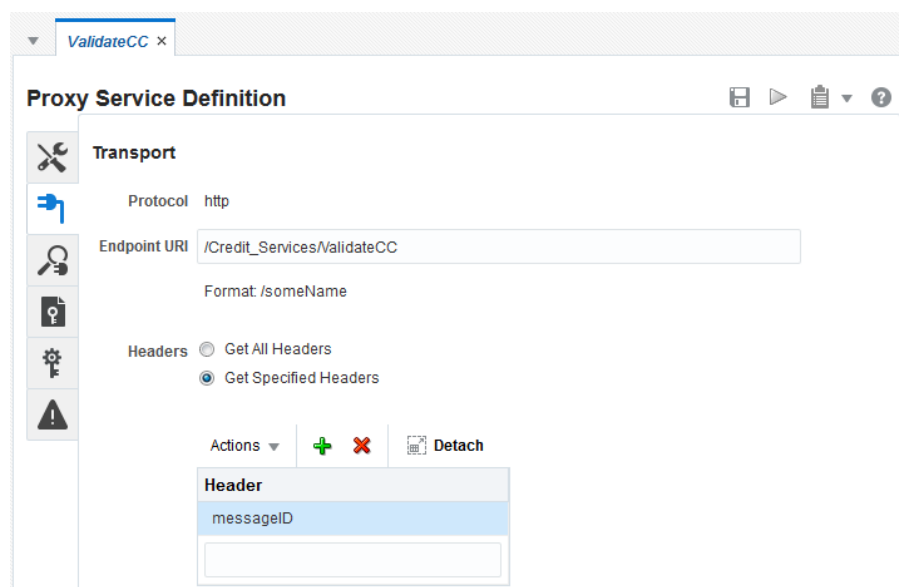 ValidateCC ×
Proxy Service Definition
Transport
Protocol http
Endpoint URI /Credit_Services/ValidateCC
Format: /someName
Headers Get All Headers
Get Specified Headers
Actions Detach
Header
messageID